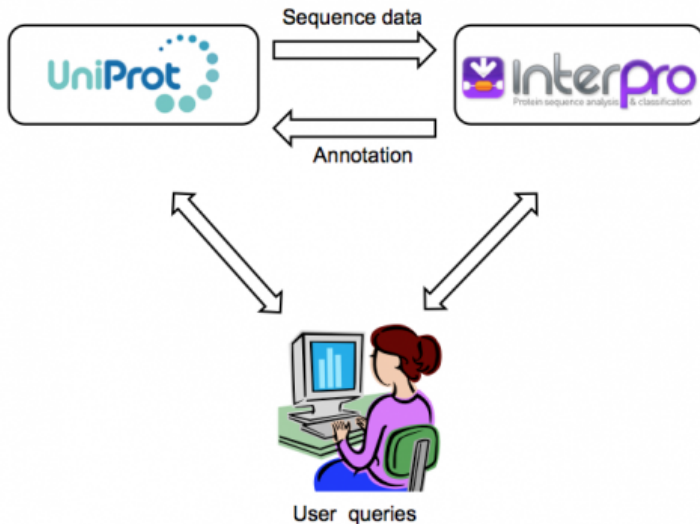 Sequence data
UniProt
InterPro
Protein sequence analysis & classification
Annotation
User queries